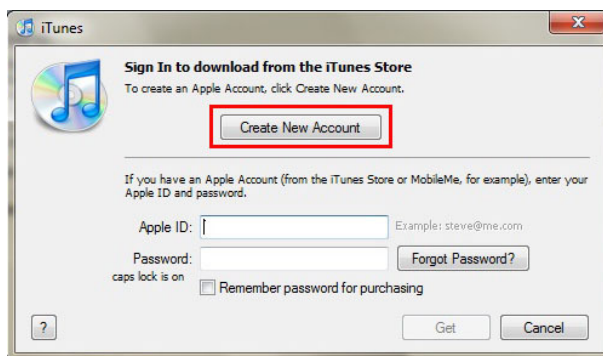 iTunes
Sign In to download from the iTunes Store
To create an Apple Account, click Create New Account.
Create New Account
If you have an Apple Account (from the iTunes Store or MobileMe, for example), enter your
Apple ID and password.
Apple ID:
Example: steve@me.com
Password:
Forgot Password?
caps lock is on
Remember password for purchasing
?
Get
Cancel